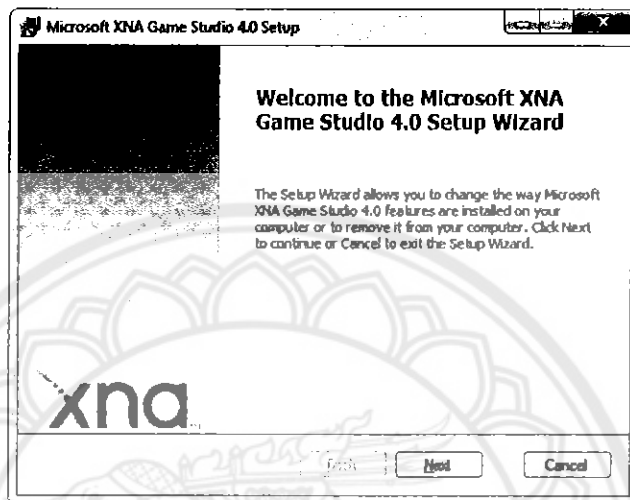 Microsoft XNA Game Studio 4.0 Setup
X
Welcome to the Microsoft XNA
Game Studio 4.0 Setup Wizard
The Setup Wizard allows you to change the way Microsoft
XNA Game Studio 4.0 features are installed on your
computer or to remove it from your computer. Click Next
to continue or Cancel to exit the Setup Wizard.
xna
Back Next Cancel